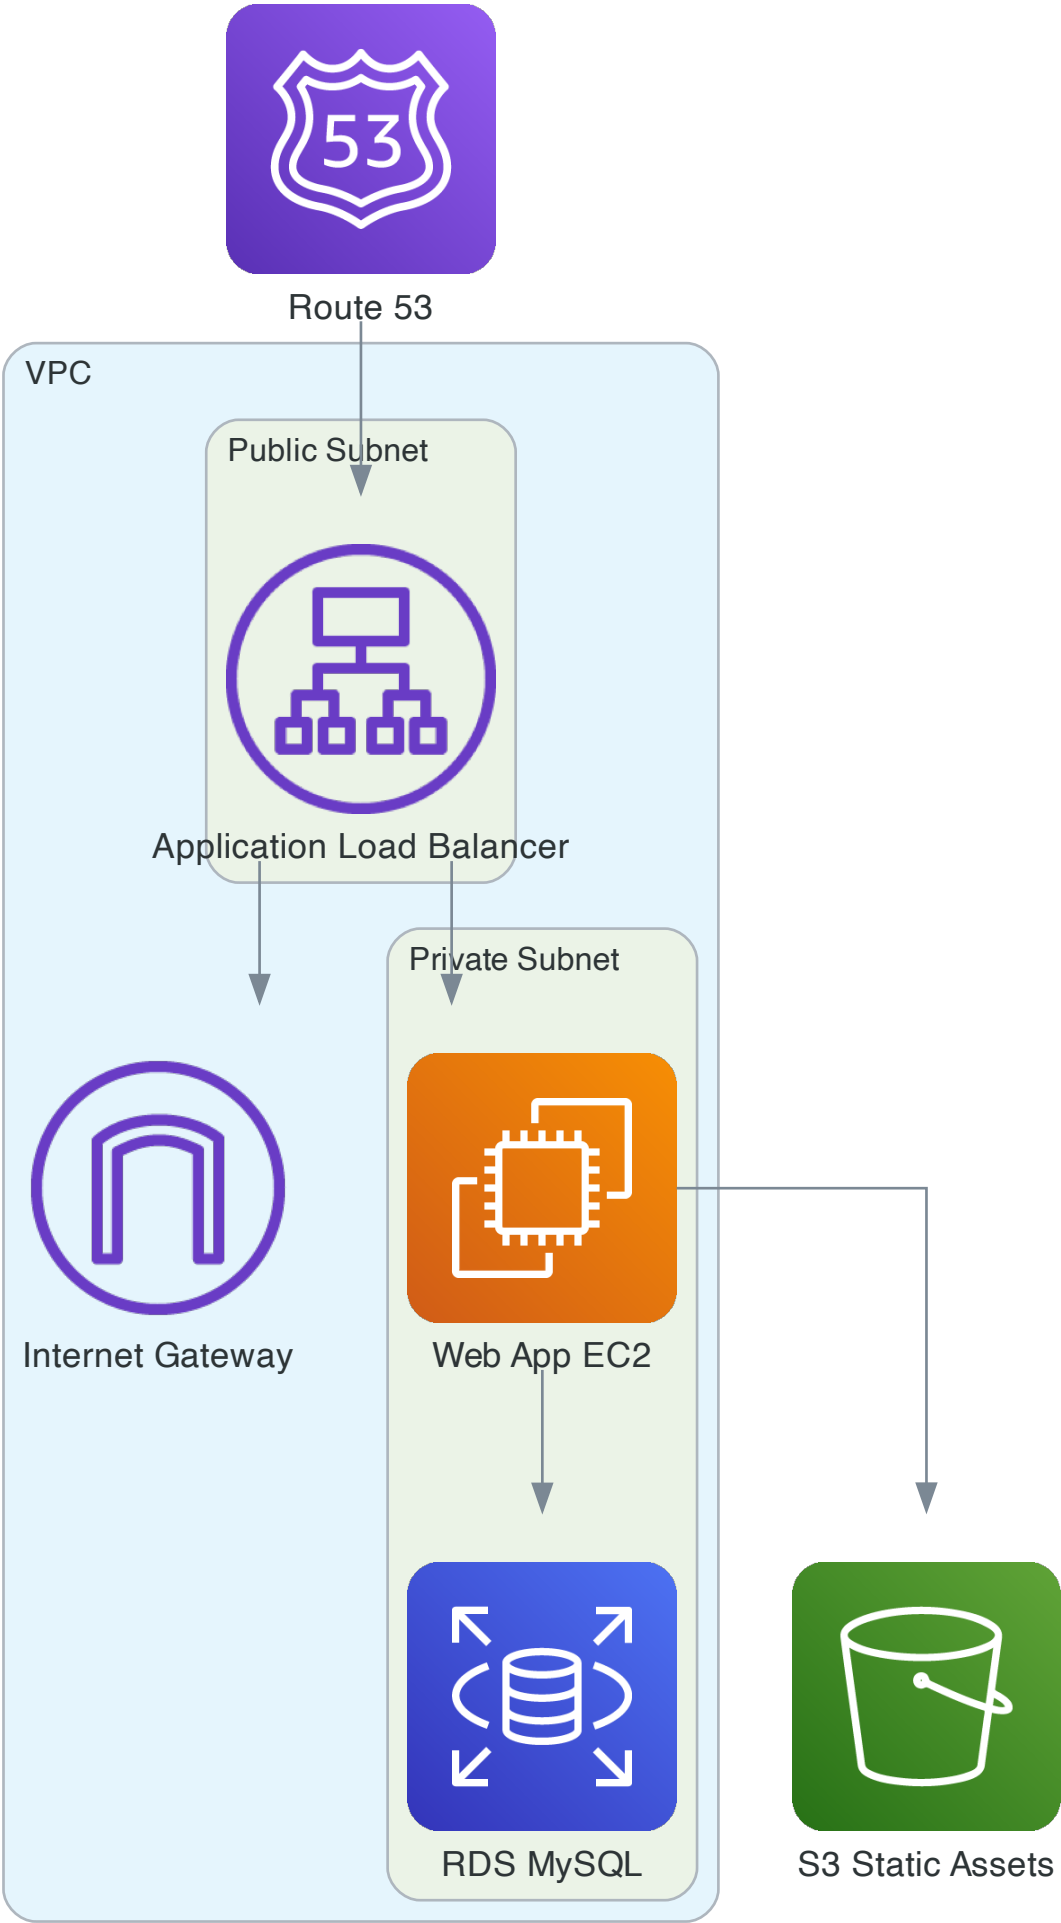 53
Route 53
VPC
Public Subnet
Application Load Balancer
Private Subnet
Internet Gateway
Web App EC2
RDS MySQL
S3 Static Assets